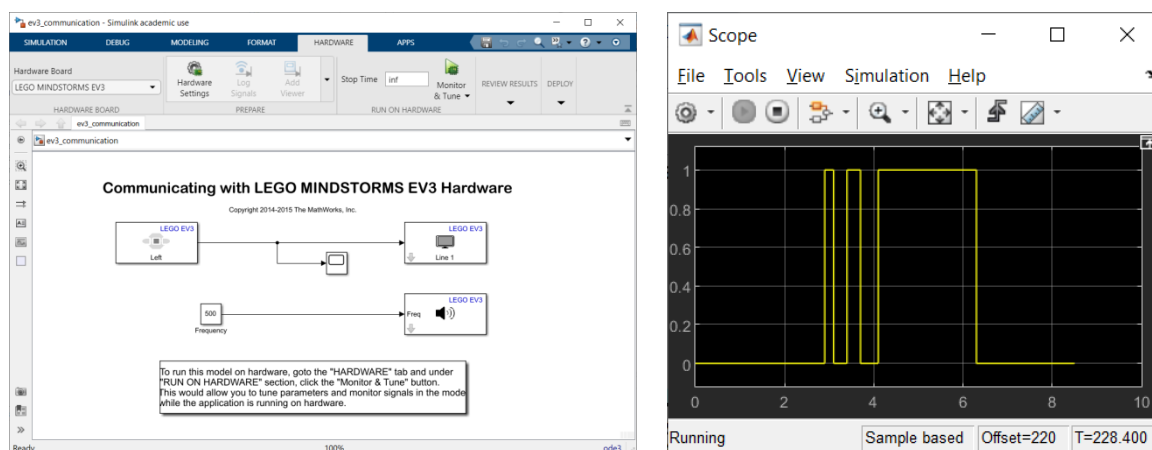 ev3_communication - Simulink academic use
SIMULATION DEBUG MODELING FORMAT HARDWARE APPS
Hardware Board
LEGO MINDSTORMS EV3
Hardware Settings
Log Signals
Add Viewer
Stop Time inf
Monitor & Tune
REVIEW RESULTS
DEPLOY
HARDWARE BOARD PREPARE RUN ON HARDWARE
ev3_communication
ev3_communication
Communicating with LEGO MINDSTORMS EV3 Hardware
Copyright 2014-2015 The MathWorks, Inc.
LEGO EV3
Left
LEGO EV3
Line 1
500
Frequency
LEGO EV3
Freq
To run this model on hardware, goto the "HARDWARE" tab and under
"RUN ON HARDWARE" section, click the "Monitor & Tune" button.
This would allow you to tune parameters and monitor signals in the mode
while the application is running on hardware.
Ready 100% ode3
Scope
File Tools View Simulation Help
1
0.8
0.6
0.4
0.2
0
0 2 4 6 8 10
Running Sample based Offset=220 T=228.400